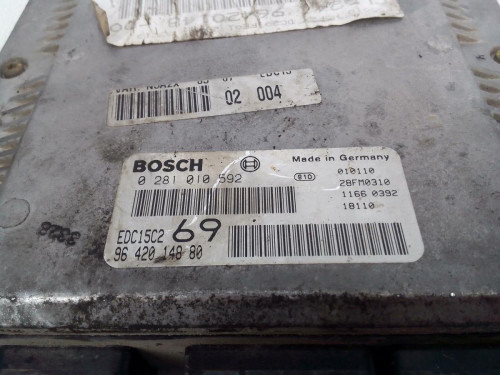 02 004
BOSCH
Made in Germany
0 281 010 592
010110
28FM0310
1166 0392
18110
EDC15C2 69
96 420 148 80